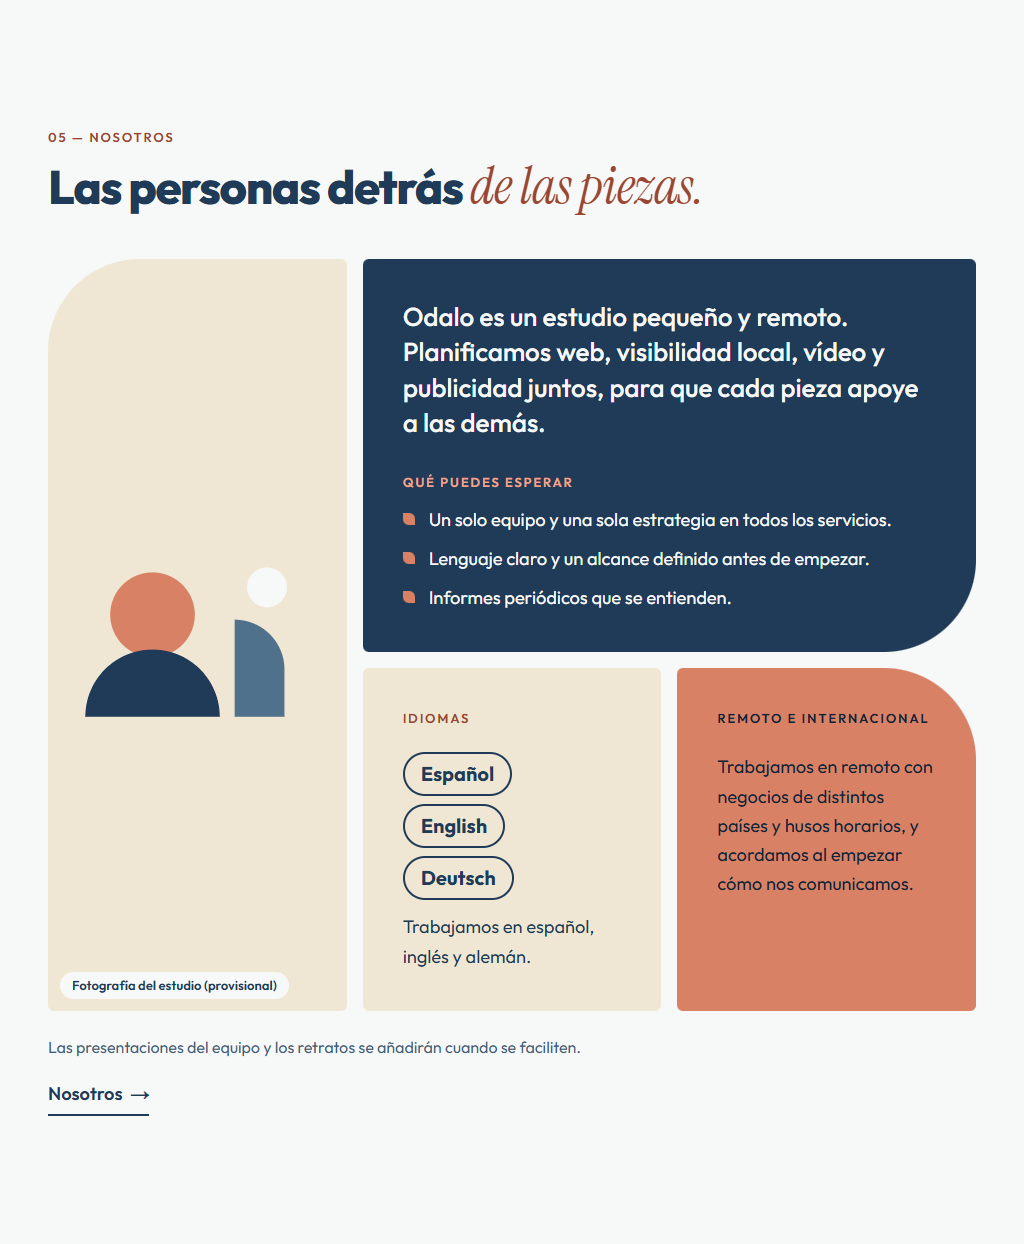 05 — NOSOTROS
Las personas detrás de las piezas.
Odalo es un estudio pequeño y remoto.
Planificamos web, visibilidad local, vídeo y
publicidad juntos, para que cada pieza apoye
a las demás.
QUÉ PUEDES ESPERAR
Un solo equipo y una sola estrategia en todos los servicios.
Lenguaje claro y un alcance definido antes de empezar.
Informes periódicos que se entienden.
IDIOMAS
Español
English
Deutsch
Trabajamos en español,
inglés y alemán.
REMOTO E INTERNACIONAL
Trabajamos en remoto con
negocios de distintos
países y husos horarios, y
acordamos al empezar
cómo nos comunicamos.
Fotografía del estudio (provisional)
Las presentaciones del equipo y los retratos se añadirán cuando se faciliten.
Nosotros →